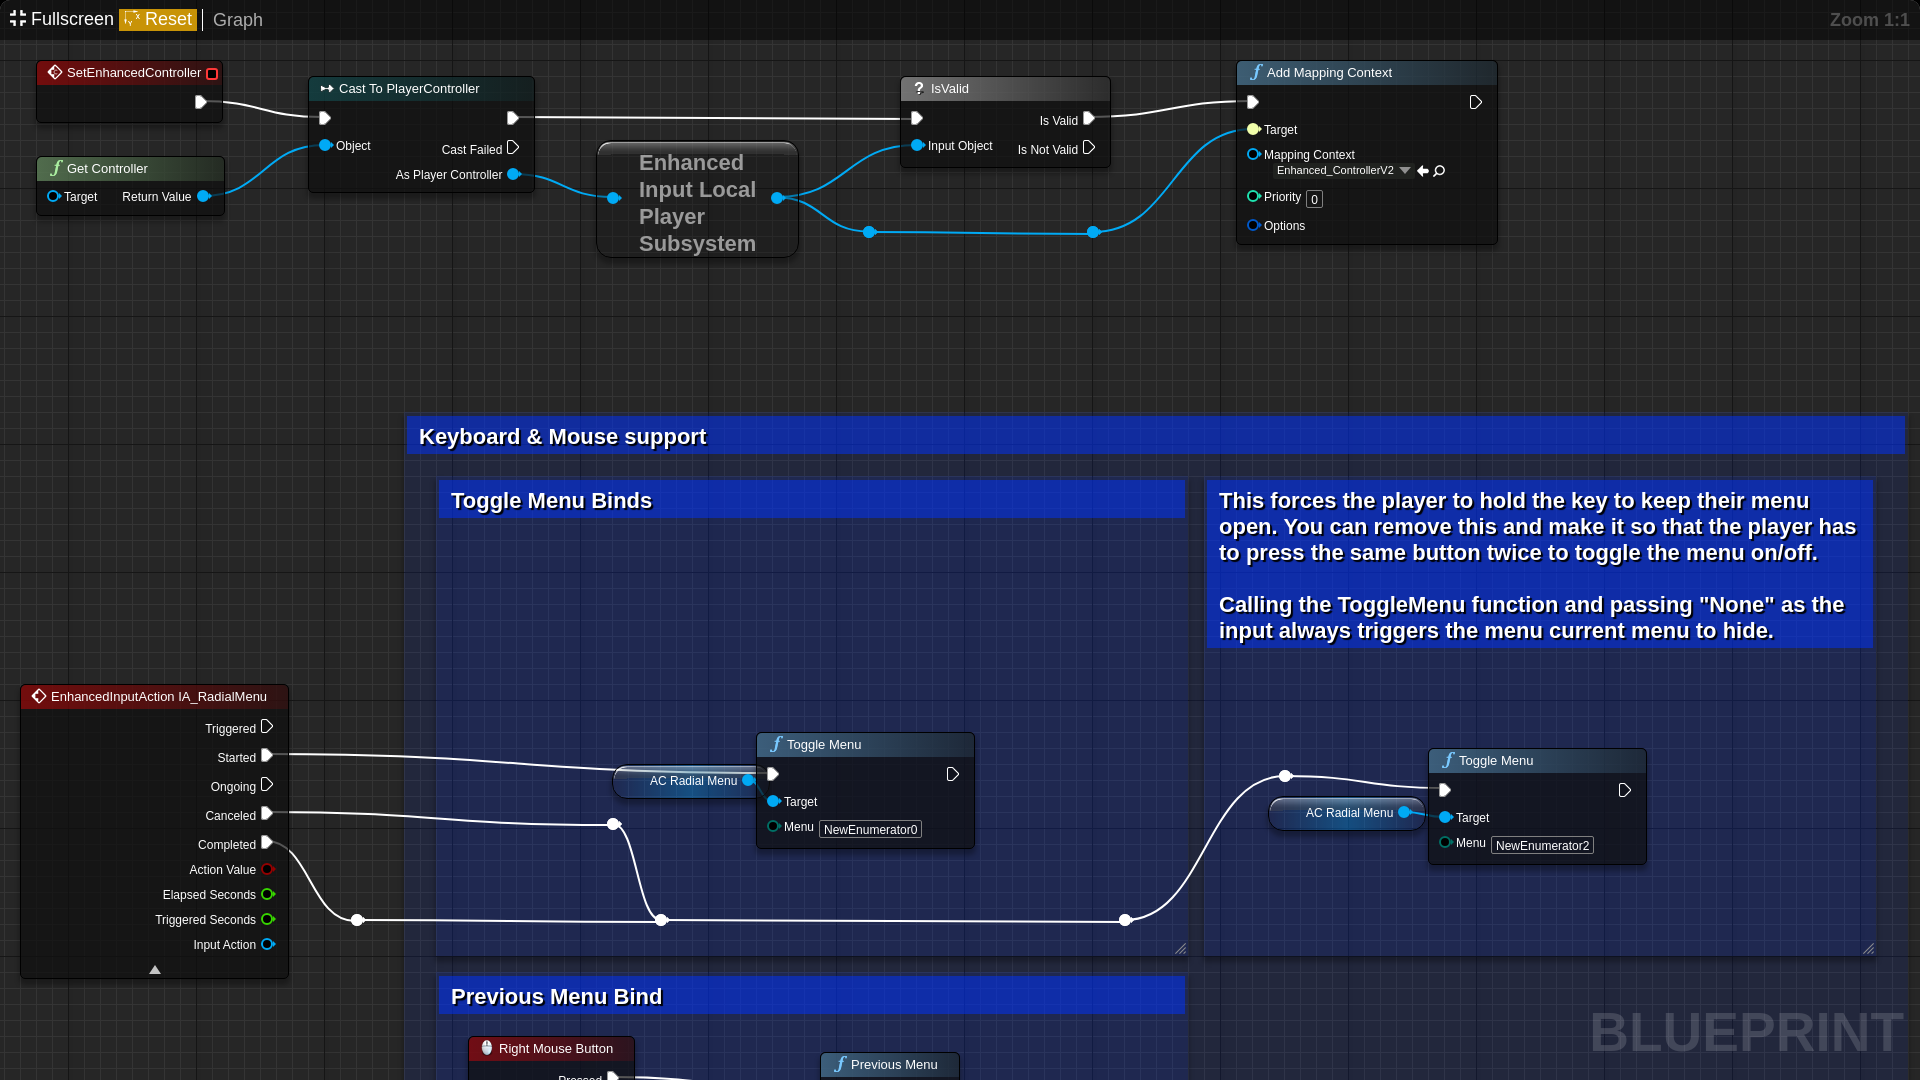 Fullscreen Reset Graph
Zoom 1:1
SetEnhancedController
Get Controller
Target Return Value
Cast To PlayerController
Object
Cast Failed
As Player Controller
Enhanced
Input Local
Player
Subsystem
? IsValid
Is Valid
Input Object
Is Not Valid
f Add Mapping Context
Target
Mapping Context
Enhanced_ControllerV2
Priority 0
Options
Keyboard & Mouse support
Toggle Menu Binds
This forces the player to hold the key to keep their menu
open. You can remove this and make it so that the player has
to press the same button twice to toggle the menu on/off.
Calling the ToggleMenu function and passing "None" as the
input always triggers the menu current menu to hide.
EnhancedInputAction IA_RadialMenu
Triggered
Started
Ongoing
Canceled
Completed
Action Value
Elapsed Seconds
Triggered Seconds
Input Action
AC Radial Menu
f Toggle Menu
Target
Menu NewEnumerator0
AC Radial Menu
f Toggle Menu
Target
Menu NewEnumerator2
Previous Menu Bind
Right Mouse Button
Pressed
f Previous Menu
BLUEPRINT